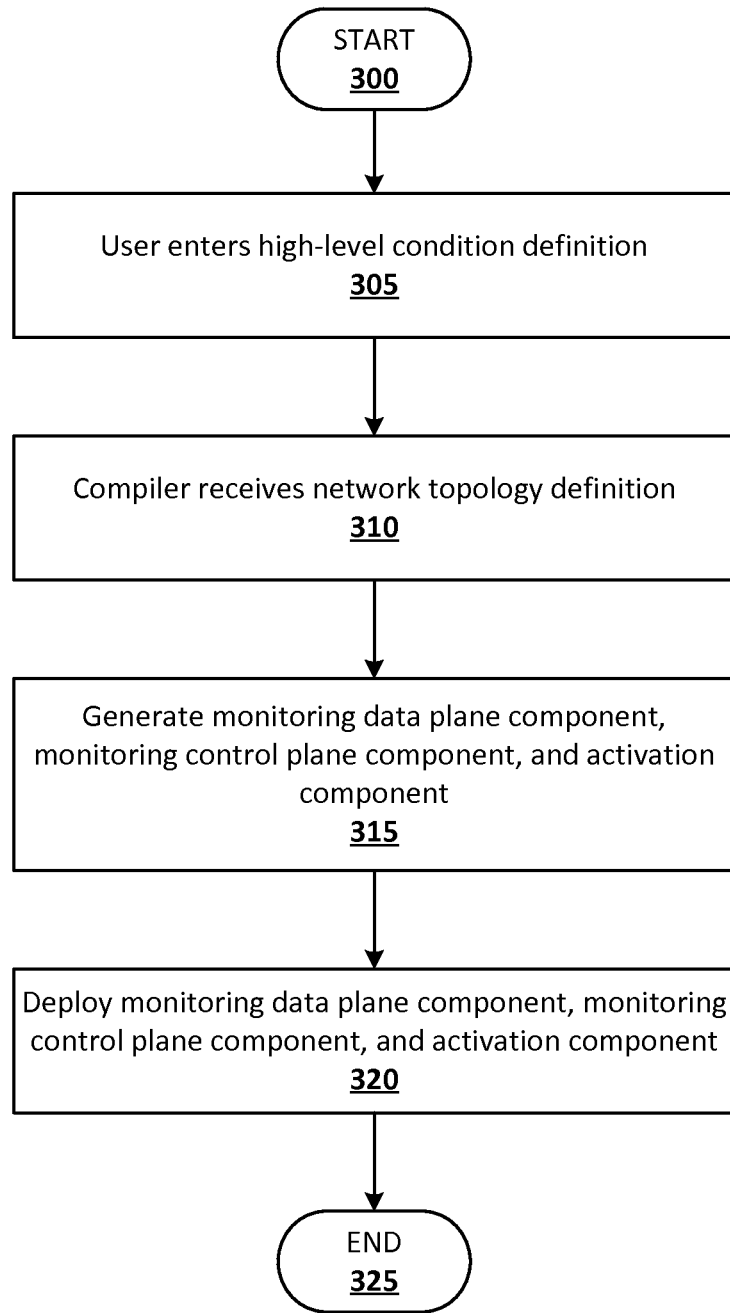 START
300
User enters high-level condition definition
305
Compiler receives network topology definition
310
Generate monitoring data plane component,
monitoring control plane component, and activation
component
315
Deploy monitoring data plane component, monitoring
control plane component, and activation component
320
END
325